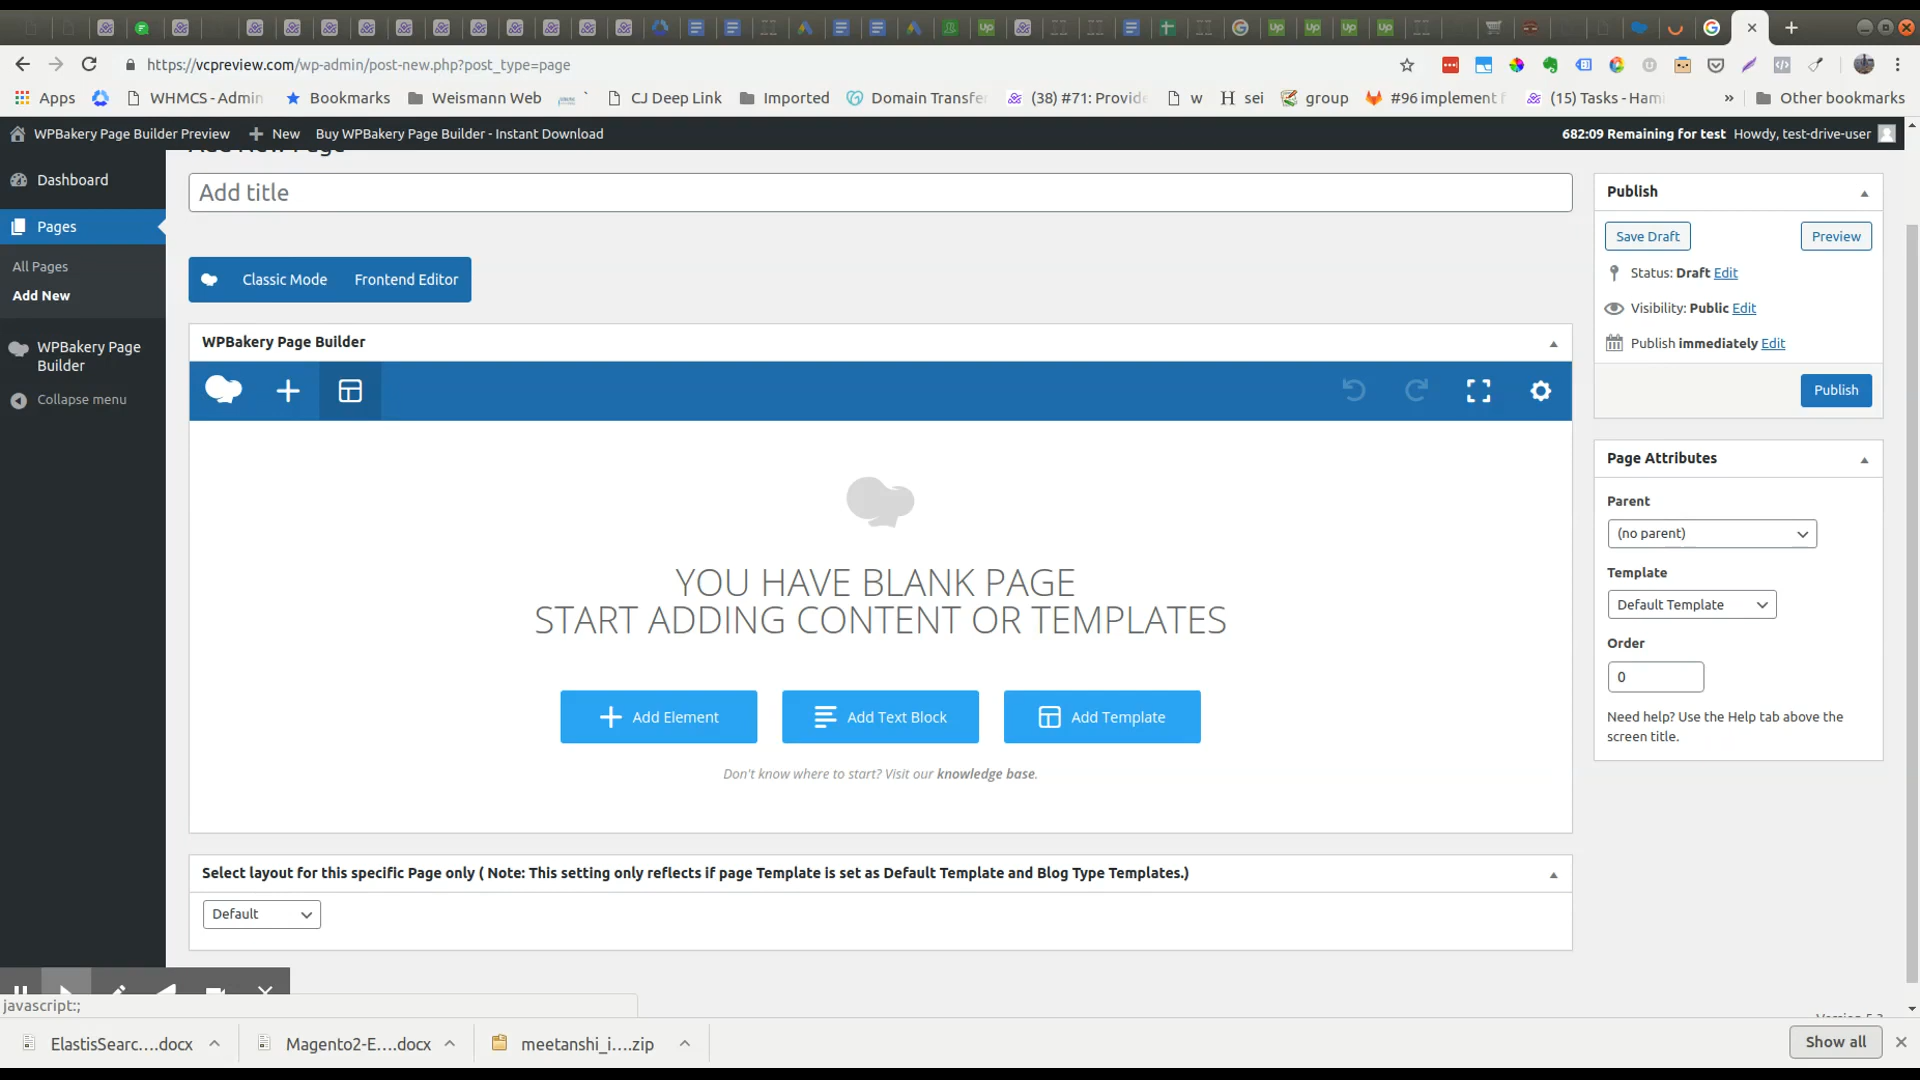 https://vcpreview.com/wp-admin/post-new.php?post_type=page
Apps
WHMCS - Admin
Bookmarks
Weismann Web
CJ Deep Link
Imported
Domain Transfe
(38) #71: Provide
w
sei
group
#96 implement f
(15) Tasks - Ham
»
Other bookmarks
WPBakery Page Builder Preview
New
Buy WPBakery Page Builder - Instant Download
682:09 Remaining for test
Howdy, test-drive-user
Add New Page
Dashboard
Pages
All Pages
Add New
WPBakery Page
Builder
Collapse menu
Add title
Classic Mode
Frontend Editor
WPBakery Page Builder
YOU HAVE BLANK PAGE
START ADDING CONTENT OR TEMPLATES
Add Element
Add Text Block
Add Template
Don't know where to start? Visit our knowledge base.
Select layout for this specific Page only ( Note: This setting only reflects if page Template is set as Default Template and Blog Type Templates.)
Default
Publish
Save Draft
Preview
Status: Draft Edit
Visibility: Public Edit
Publish immediately Edit
Publish
Page Attributes
Parent
(no parent)
Template
Default Template
Order
0
Need help? Use the Help tab above the
screen title.
javascript:;
ElastisSearc....docx
Magento2-E....docx
meetanshi_i....zip
Show all